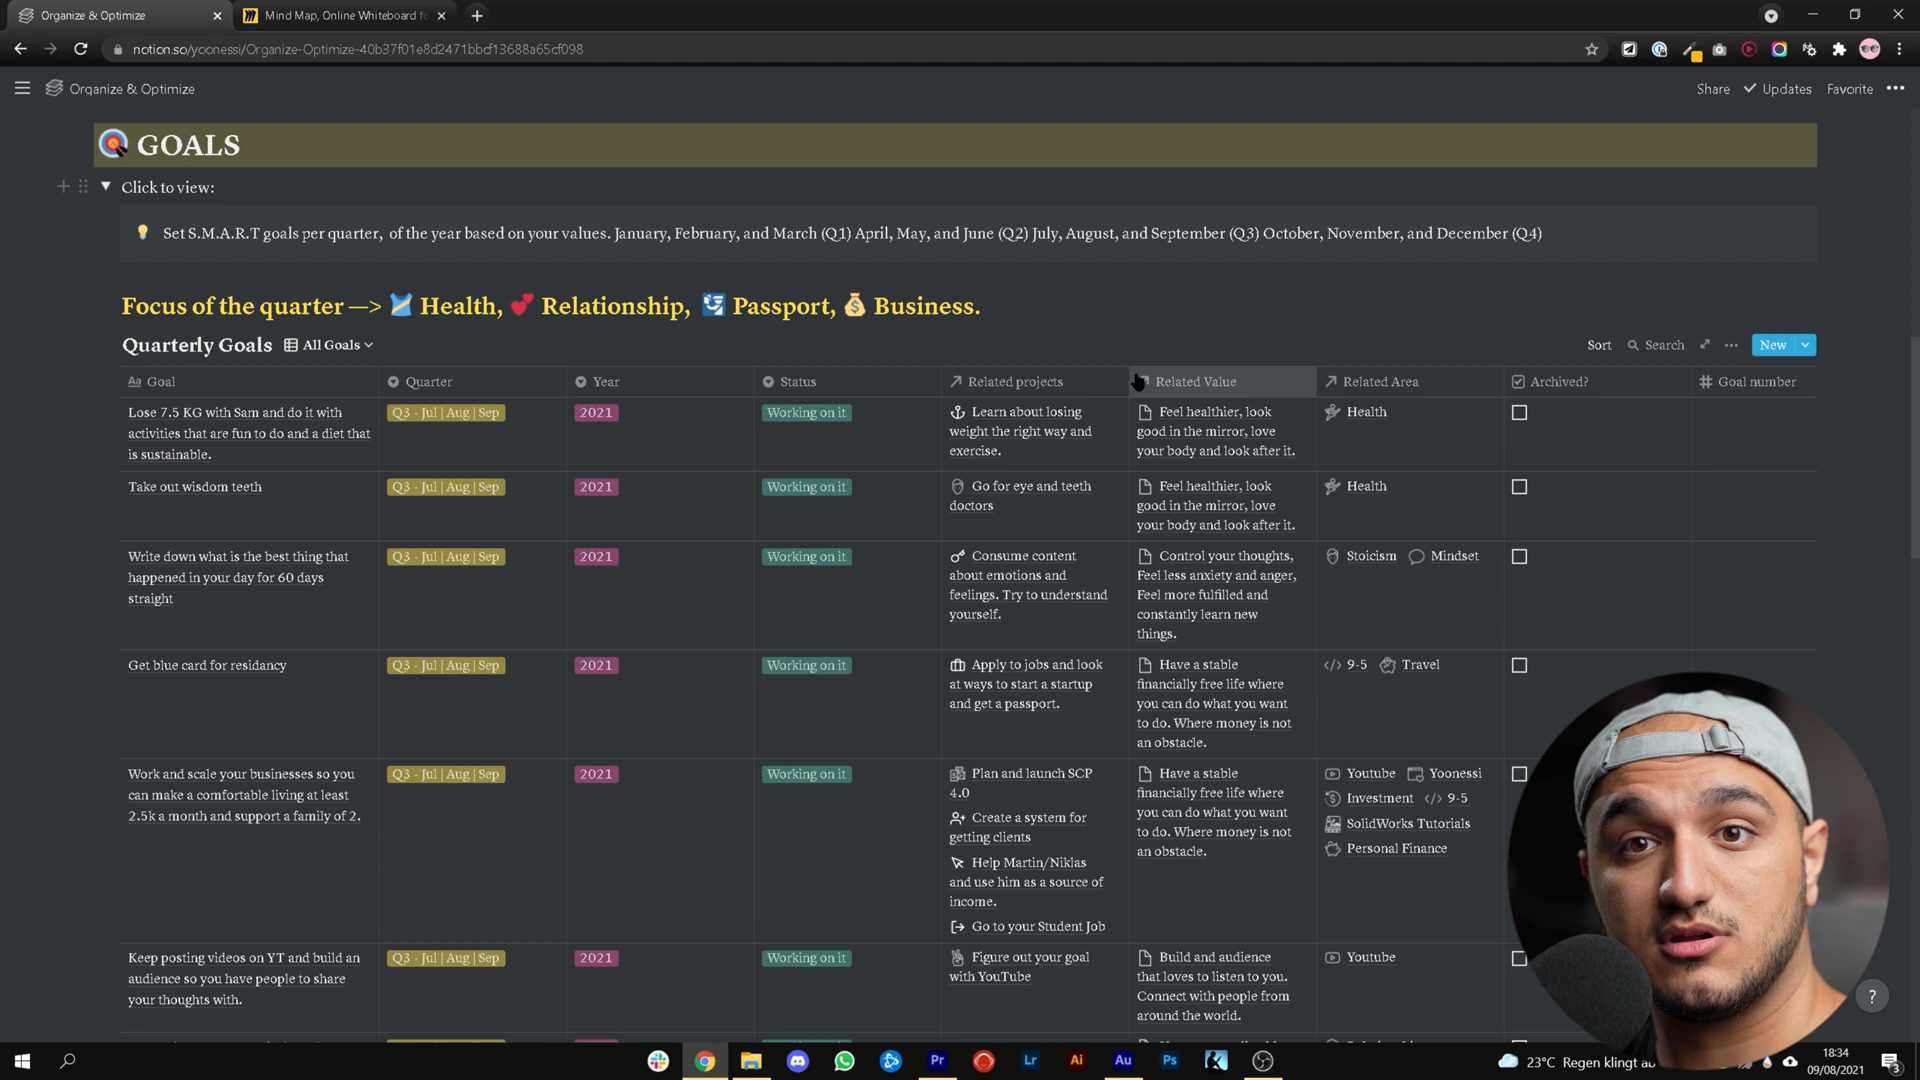 Organize & Optimize
Mind Map, Online Whiteboard fo
notion.so/yoonessi/Organize-Optimize-40b37f01e8d2471bbcf13688a65cf098
Organize & Optimize
Share
Updates
Favorite
GOALS
Click to view:
Set S.M.A.R.T goals per quarter, of the year based on your values. January, February, and March (Q1) April, May, and June (Q2) July, August, and September (Q3) October, November, and December (Q4)
Focus of the quarter —> Health, Relationship, Passport, Business.
Quarterly Goals
All Goals
Sort
Search
New
Aa Goal
Quarter
Year
Status
Related projects
Related Value
Related Area
Archived?
# Goal number
Lose 7.5 KG with Sam and do it with
activities that are fun to do and a diet that
is sustainable.
Q3 - Jul | Aug | Sep
2021
Working on it
Learn about losing
weight the right way and
exercise.
Feel healthier, look
good in the mirror, love
your body and look after it.
Health
Take out wisdom teeth
Q3 - Jul | Aug | Sep
2021
Working on it
Go for eye and teeth
doctors
Feel healthier, look
good in the mirror, love
your body and look after it.
Health
Write down what is the best thing that
happened in your day for 60 days
straight
Q3 - Jul | Aug | Sep
2021
Working on it
Consume content
about emotions and
feelings. Try to understand
yourself.
Control your thoughts,
Feel less anxiety and anger,
Feel more fulfilled and
constantly learn new
things.
Stoicism Mindset
Get blue card for residancy
Q3 - Jul | Aug | Sep
2021
Working on it
Apply to jobs and look
at ways to start a startup
and get a passport.
Have a stable
financially free life where
you can do what you want
to do. Where money is not
an obstacle.
</> 9-5 Travel
Work and scale your businesses so you
can make a comfortable living at least
2.5k a month and support a family of 2.
Q3 - Jul | Aug | Sep
2021
Working on it
Plan and launch SCP
4.0
Create a system for
getting clients
Help Martin/Niklas
and use him as a source of
income.
Go to your Student Job
Have a stable
financially free life where
you can do what you want
to do. Where money is not
an obstacle.
Youtube Yoonessi
Investment </> 9-5
SolidWorks Tutorials
Personal Finance
Keep posting videos on YT and build an
audience so you have people to share
your thoughts with.
Q3 - Jul | Aug | Sep
2021
Working on it
Figure out your goal
with YouTube
Build and audience
that loves to listen to you.
Connect with people from
around the world.
Youtube
?
Pr
Lr
Ai
Au
Ps
23°C Regen klingt ab
18:34
09/08/2021
3